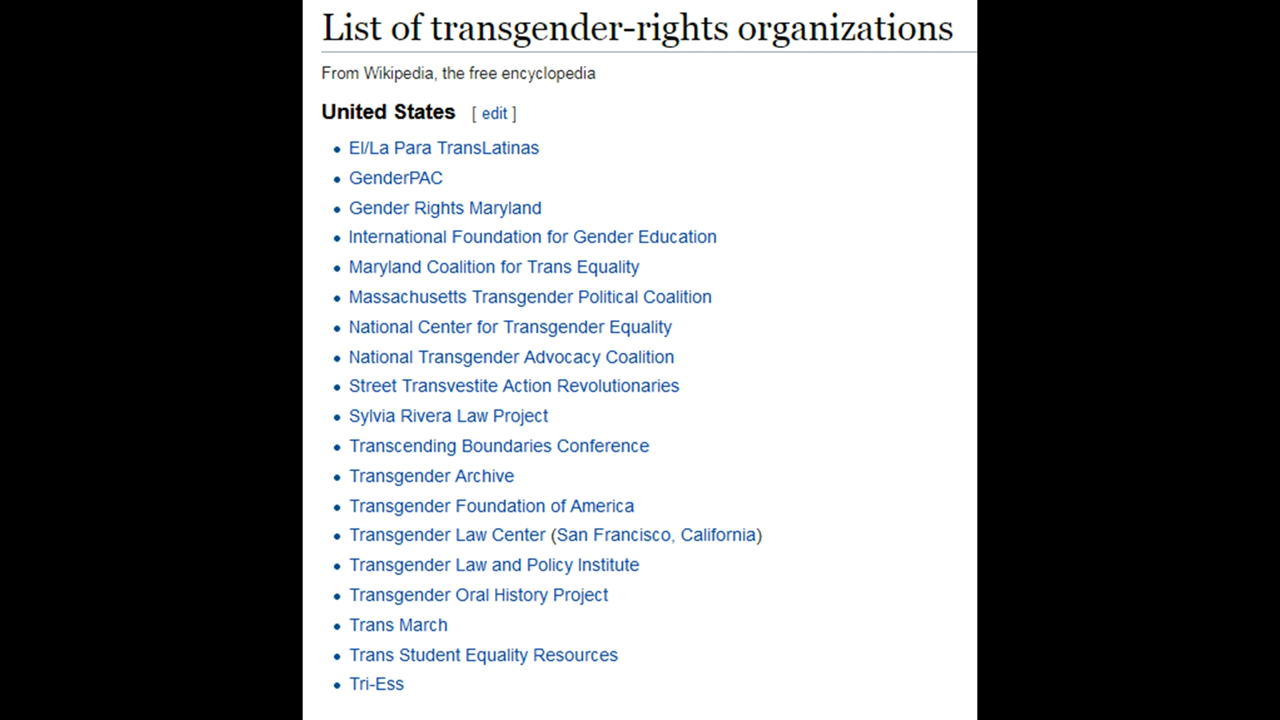 List of transgender-rights organizations
From Wikipedia, the free encyclopedia
United States [ edit ]
El/La Para TransLatinas
GenderPAC
Gender Rights Maryland
International Foundation for Gender Education
Maryland Coalition for Trans Equality
Massachusetts Transgender Political Coalition
National Center for Transgender Equality
National Transgender Advocacy Coalition
Street Transvestite Action Revolutionaries
Sylvia Rivera Law Project
Transcending Boundaries Conference
Transgender Archive
Transgender Foundation of America
Transgender Law Center (San Francisco, California)
Transgender Law and Policy Institute
Transgender Oral History Project
Trans March
Trans Student Equality Resources
Tri-Ess